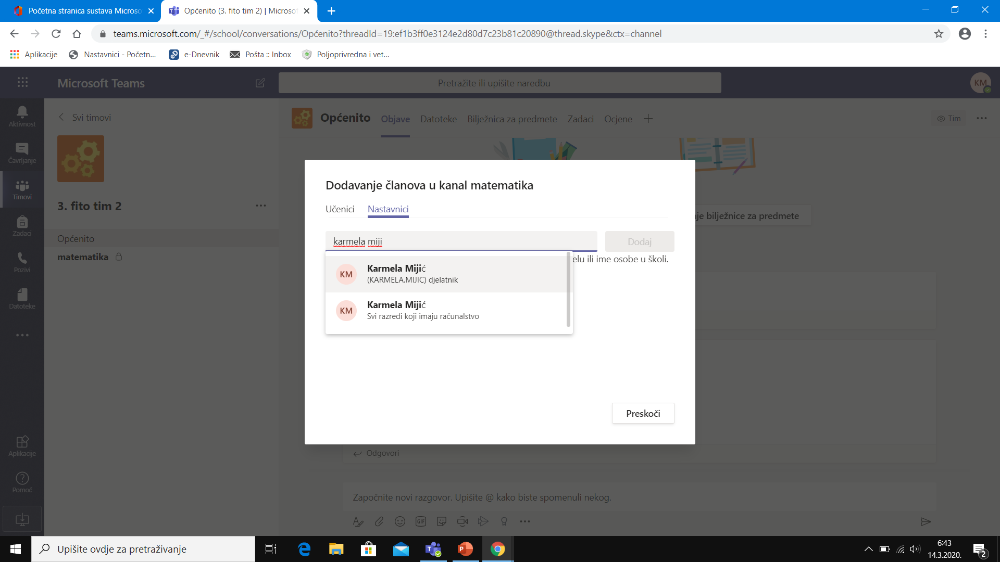 Početna stranica sustava Microso
Općenito (3. fito tim 2) | Microsof
teams.microsoft.com/_#/school/conversations/Općenito?threadId=19:ef1b3ff0e3124e2d80d7c23b81c20890@thread.skype&ctx=channel
Aplikacije
Nastavnici - Početn...
e-Dnevnik
Pošta :: Inbox
Poljoprivredna i vet...
Microsoft Teams
Pretražite ili upišite naredbu
KM
Aktivnost
Čavrljanje
Timovi
Zadaci
Pozivi
Datoteke
Aplikacije
Pomoć
Svi timovi
3. fito tim 2
Općenito
matematika
Općenito
Objave
Datoteke
Bilježnica za predmete
Zadaci
Ocjene
Tim
je bilježnice za predmete
Dodavanje članova u kanal matematika
Učenici
Nastavnici
karmela miji
Dodaj
elu ili ime osobe u školi.
KM
Karmela Mijić
(KARMELA.MIJIC) djelatnik
KM
Karmela Mijić
Svi razredi koji imaju računalstvo
Preskoči
Odgovori
Započnite novi razgovor. Upišite @ kako biste spomenuli nekog.
GIF
Upišite ovdje za pretraživanje
6:43
14.3.2020.
2